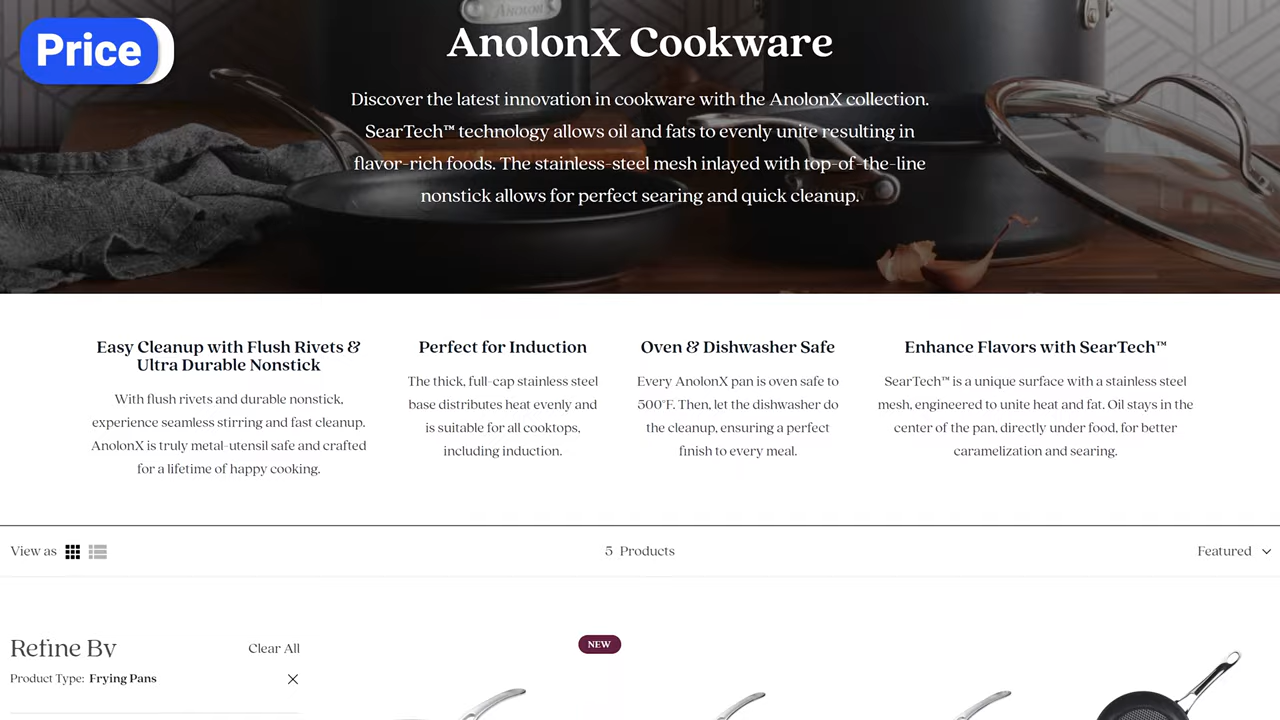 Price
ANOLON
AnolonX Cookware
Discover the latest innovation in cookware with the AnolonX collection.
SearTech™ technology allows oil and fats to evenly unite resulting in
flavor-rich foods. The stainless-steel mesh inlayed with top-of-the-line
nonstick allows for perfect searing and quick cleanup.
Easy Cleanup with Flush Rivets &
Ultra Durable Nonstick
With flush rivets and durable nonstick,
experience seamless stirring and fast cleanup.
AnolonX is truly metal-utensil safe and crafted
for a lifetime of happy cooking.
Perfect for Induction
The thick, full-cap stainless steel
base distributes heat evenly and
is suitable for all cooktops,
including induction.
Oven & Dishwasher Safe
Every AnolonX pan is oven safe to
500°F. Then, let the dishwasher do
the cleanup, ensuring a perfect
finish to every meal.
Enhance Flavors with SearTech™
SearTech™ is a unique surface with a stainless steel
mesh, engineered to unite heat and fat. Oil stays in the
center of the pan, directly under food, for better
caramelization and searing.
View as
5 Products
Featured
Refine By
Clear All
Product Type: Frying Pans
NEW